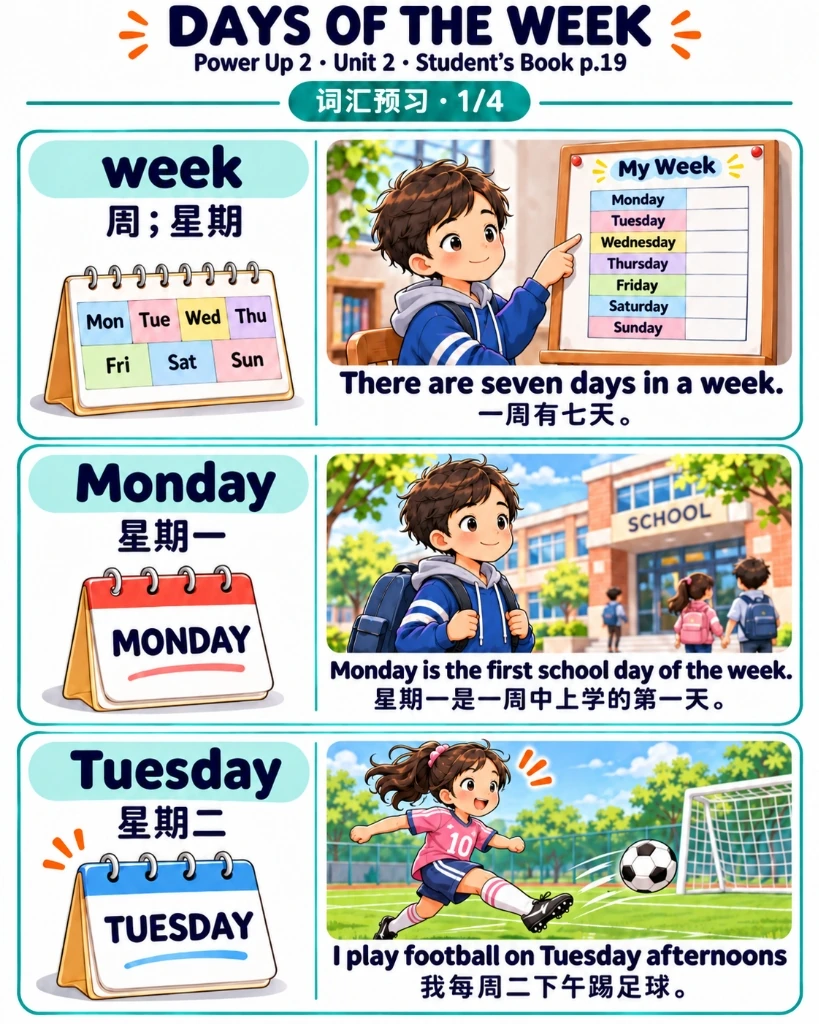 DAYS OF THE WEEK
Power Up 2 · Unit 2 · Student's Book p.19
词汇预习 · 1/4
week
周；星期
Mon Tue Wed Thu
Fri Sat Sun
My Week
Monday
Tuesday
Wednesday
Thursday
Friday
Saturday
Sunday
There are seven days in a week.
一周有七天。
Monday
星期一
MONDAY
SCHOOL
Monday is the first school day of the week.
星期一是一周中上学的第一天。
Tuesday
星期二
TUESDAY
10
I play football on Tuesday afternoons
我每周二下午踢足球。